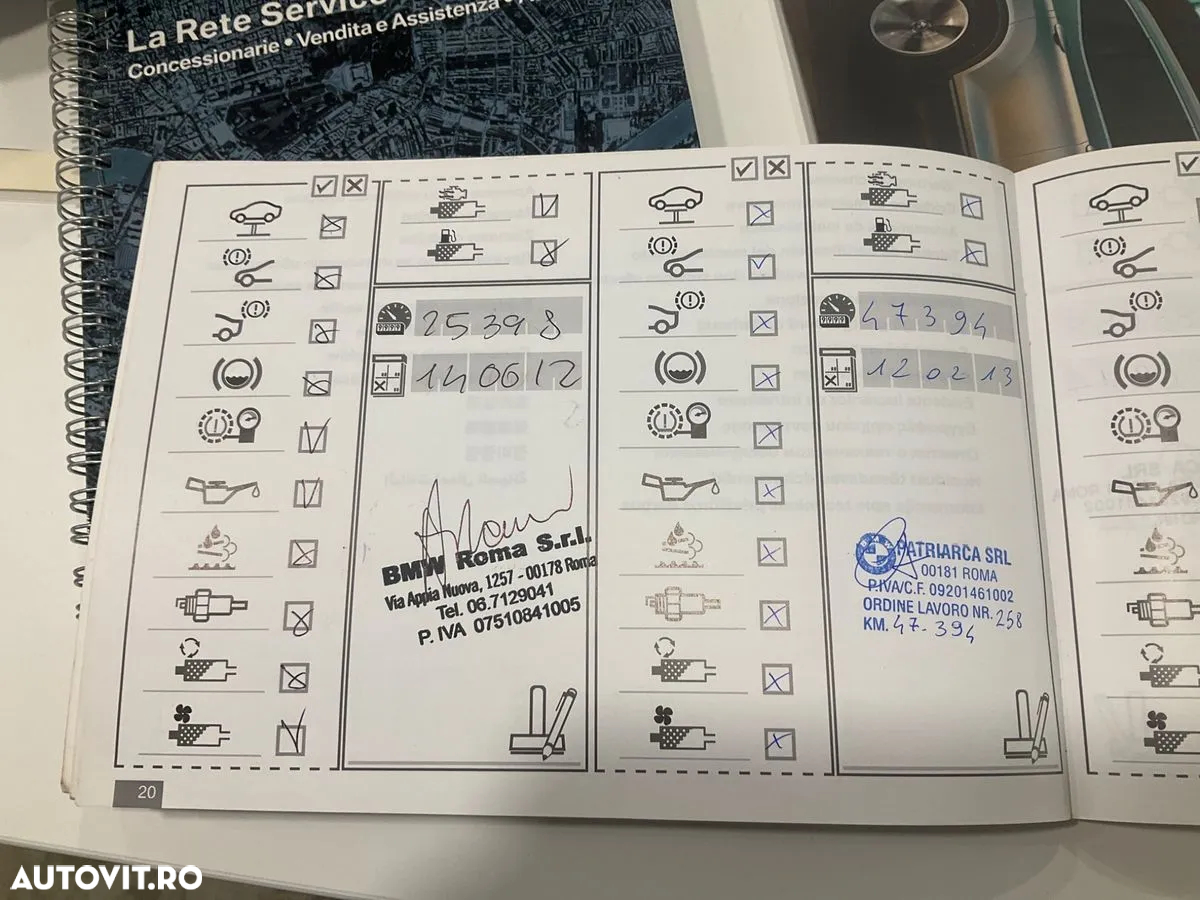 La Rete Service
Concessionarie • Vendita e Assistenza
25398
140612
BMW Roma S.r.l.
Via Appia Nuova, 1257 - 00178 Roma
Tel. 06.7129041
P. IVA 07510841005
47394
120213
PATRIARCA SRL
00181 ROMA
P.IVA/C.F. 09201461002
ORDINE LAVORO NR. 258
KM. 47-394
20
AUTOVIT.RO